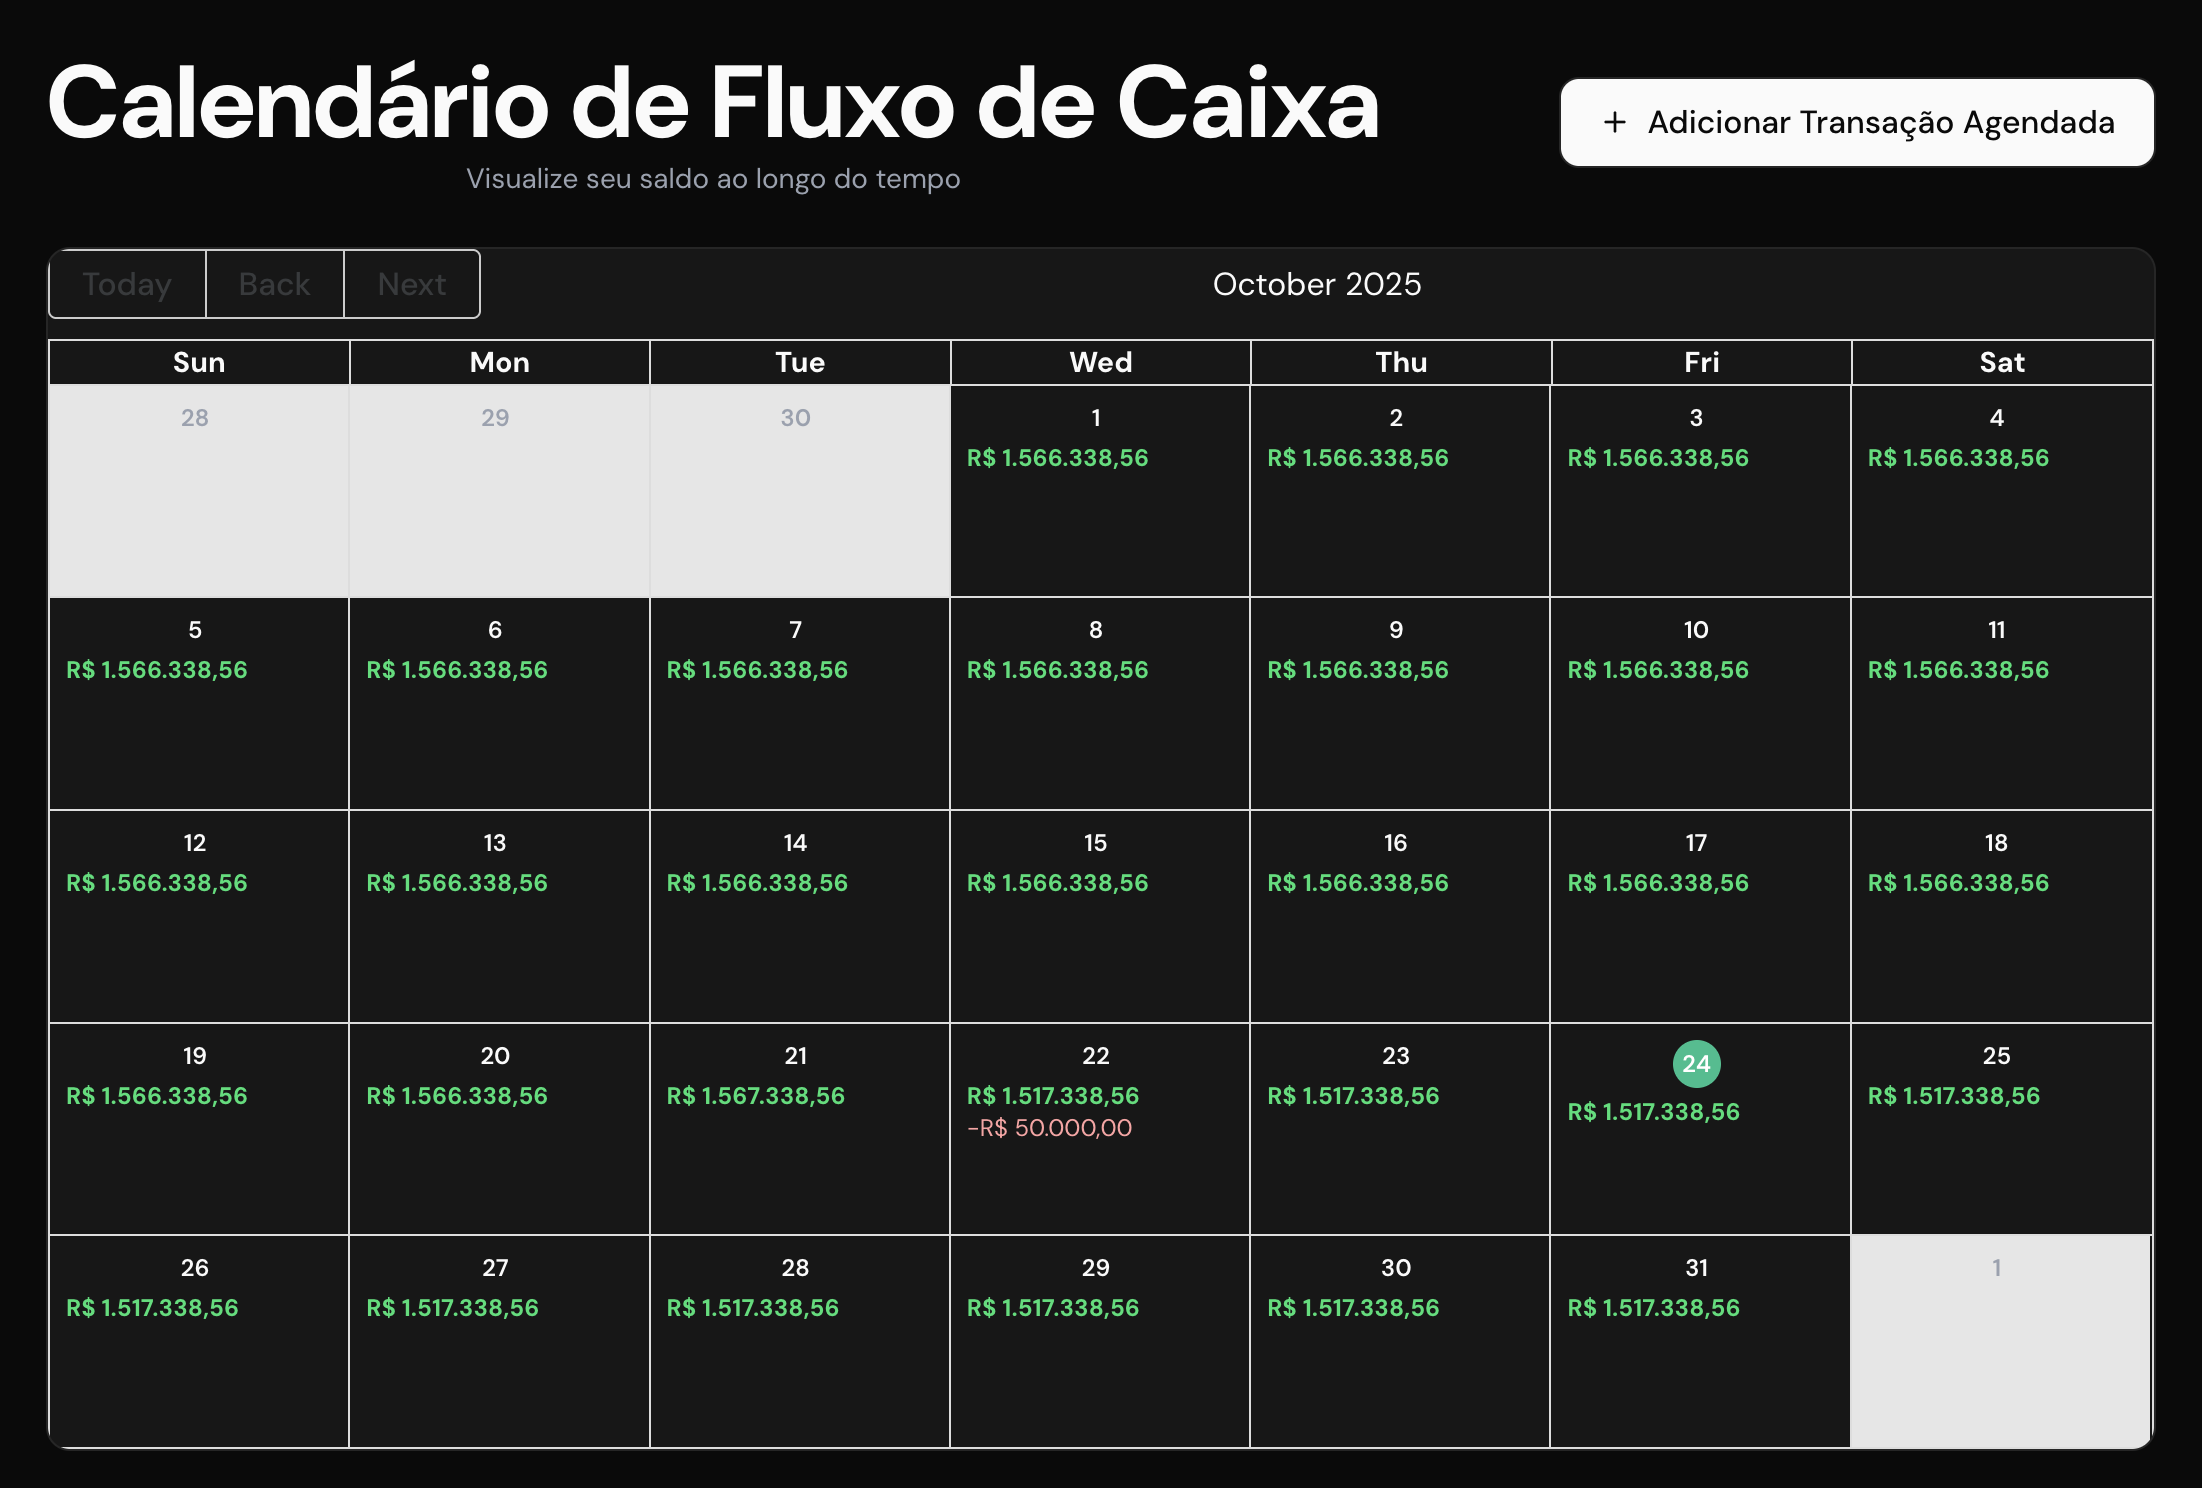 Calendário de Fluxo de Caixa
Visualize seu saldo ao longo do tempo
+ Adicionar Transação Agendada
Today Back Next
October 2025
Sun Mon Tue Wed Thu Fri Sat
28 29 30 1 2 3 4
R$ 1.566.338,56 R$ 1.566.338,56 R$ 1.566.338,56 R$ 1.566.338,56
5 6 7 8 9 10 11
R$ 1.566.338,56 R$ 1.566.338,56 R$ 1.566.338,56 R$ 1.566.338,56 R$ 1.566.338,56 R$ 1.566.338,56 R$ 1.566.338,56
12 13 14 15 16 17 18
R$ 1.566.338,56 R$ 1.566.338,56 R$ 1.566.338,56 R$ 1.566.338,56 R$ 1.566.338,56 R$ 1.566.338,56 R$ 1.566.338,56
19 20 21 22 23 24 25
R$ 1.566.338,56 R$ 1.566.338,56 R$ 1.567.338,56 R$ 1.517.338,56 R$ 1.517.338,56 R$ 1.517.338,56 R$ 1.517.338,56
-R$ 50.000,00
26 27 28 29 30 31 1
R$ 1.517.338,56 R$ 1.517.338,56 R$ 1.517.338,56 R$ 1.517.338,56 R$ 1.517.338,56 R$ 1.517.338,56